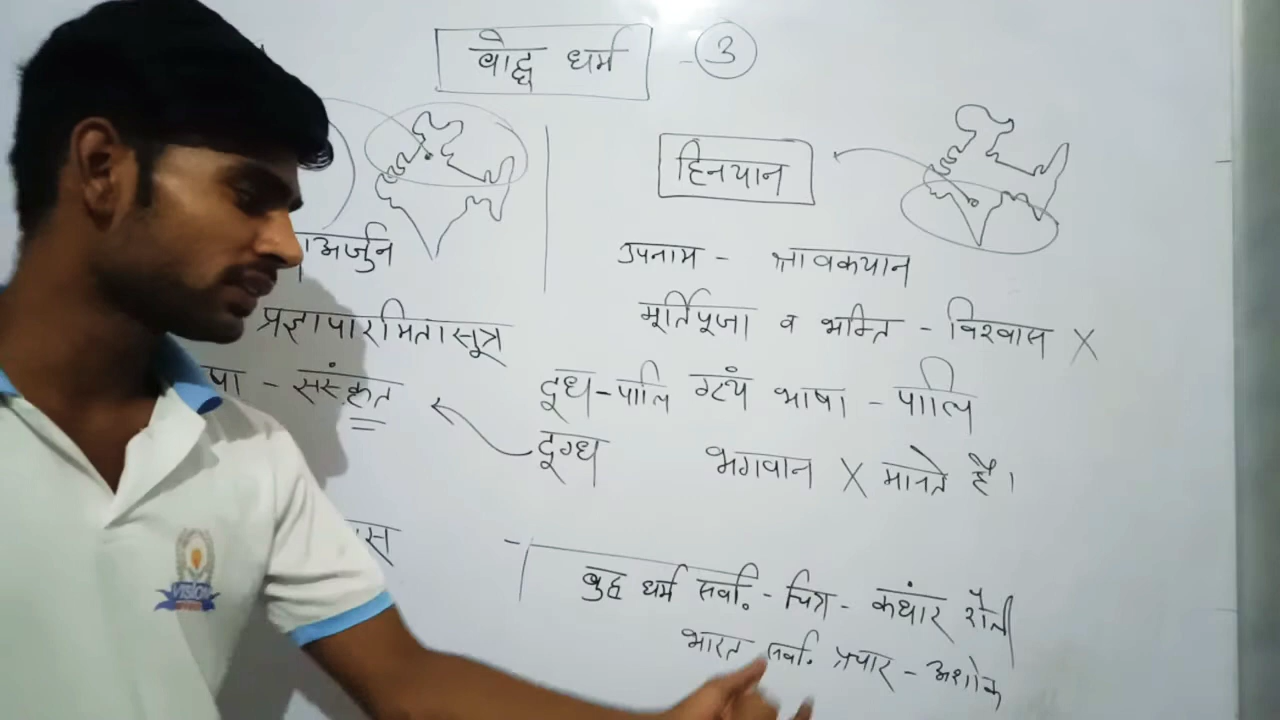 बोद्ध धर्म - 3
हिनयान
अर्जुन
उपनाम - श्रावकयान
प्रज्ञापारमितासूत्र
मूर्तिपूजा व भक्ति - विश्वास X
षा - संस्कृत
दूध - पालि ग्रंथ भाषा - पालि
दूग्ध
भगवान X मानते है।
बुद्ध धर्म सर्वा. - चित्र - कंधार शैली
भारत सर्वा. प्रचार - अशोक
VISION